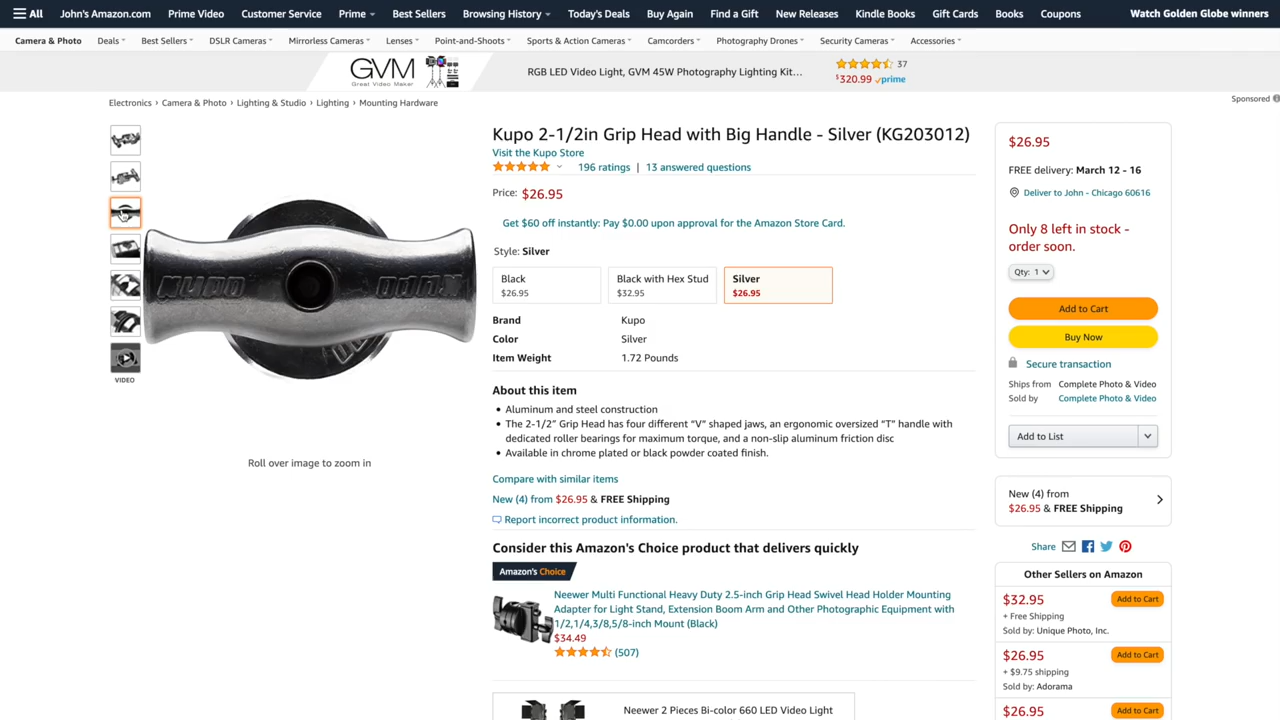 All
John's Amazon.com
Prime Video
Customer Service
Prime
Best Sellers
Browsing History
Today's Deals
Buy Again
Find a Gift
New Releases
Kindle Books
Gift Cards
Books
Coupons
Watch Golden Globe winners
Camera & Photo
Deals
Best Sellers
DSLR Cameras
Mirrorless Cameras
Lenses
Point-and-Shoots
Sports & Action Cameras
Camcorders
Photography Drones
Security Cameras
Accessories
GVM
Great Video Maker
RGB LED Video Light, GVM 45W Photography Lighting Kit...
37
$320.99 prime
Sponsored
Electronics › Camera & Photo › Lighting & Studio › Lighting › Mounting Hardware
VIDEO
KUPO
KUPO
Roll over image to zoom in
Kupo 2-1/2in Grip Head with Big Handle - Silver (KG203012)
Visit the Kupo Store
196 ratings | 13 answered questions
Price: $26.95
Get $60 off instantly: Pay $0.00 upon approval for the Amazon Store Card.
Style: Silver
Black
$26.95
Black with Hex Stud
$32.95
Silver
$26.95
Brand Kupo
Color Silver
Item Weight 1.72 Pounds
About this item
• Aluminum and steel construction
• The 2-1/2” Grip Head has four different “V” shaped jaws, an ergonomic oversized “T” handle with
dedicated roller bearings for maximum torque, and a non-slip aluminum friction disc
• Available in chrome plated or black powder coated finish.
Compare with similar items
New (4) from $26.95 & FREE Shipping
Report incorrect product information.
Consider this Amazon's Choice product that delivers quickly
Amazon's Choice
Neewer Multi Functional Heavy Duty 2.5-inch Grip Head Swivel Head Holder Mounting
Adapter for Light Stand, Extension Boom Arm and Other Photographic Equipment with
1/2,1/4,3/8,5/8-inch Mount (Black)
$34.49
(507)
Neewer 2 Pieces Bi-color 660 LED Video Light
$26.95
FREE delivery: March 12 - 16
Deliver to John - Chicago 60616
Only 8 left in stock -
order soon.
Qty: 1
Add to Cart
Buy Now
Secure transaction
Ships from Complete Photo & Video
Sold by Complete Photo & Video
Add to List
New (4) from
$26.95 & FREE Shipping
Share
Other Sellers on Amazon
$32.95 Add to Cart
+ Free Shipping
Sold by: Unique Photo, Inc.
$26.95 Add to Cart
+ $9.75 shipping
Sold by: Adorama
$26.95 Add to Cart